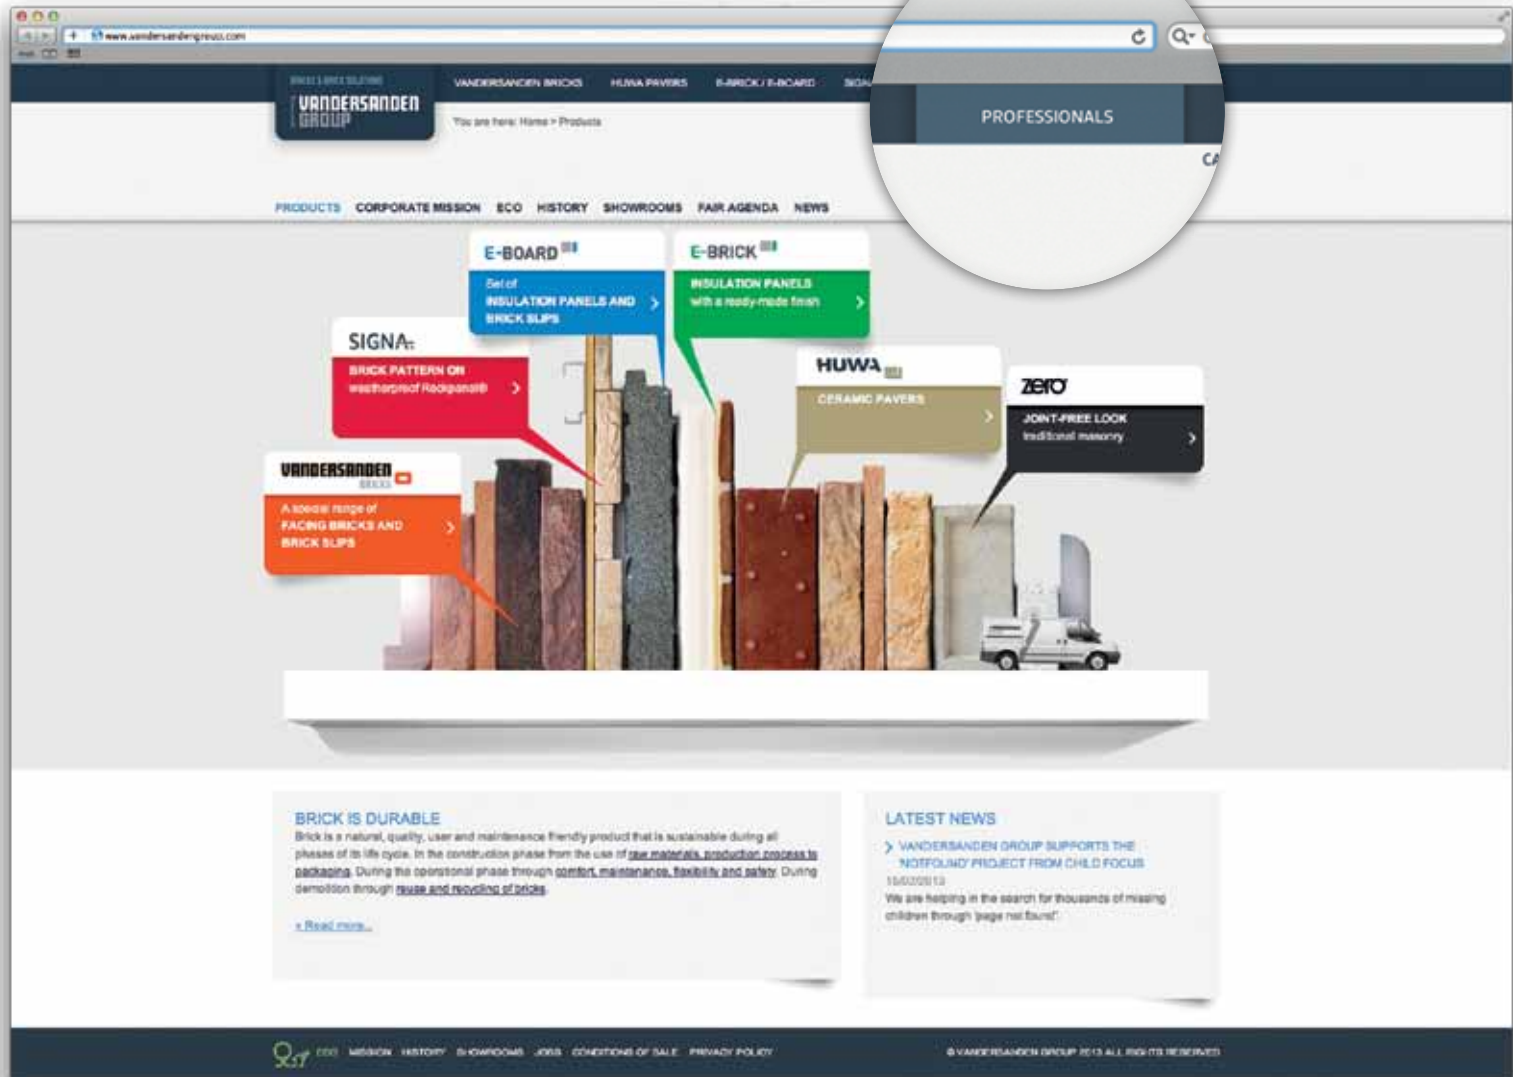 www.vandersandengroup.com
BRICKS & BRICK SOLUTIONS
VANDERSANDEN
GROUP
VANDERSANDEN BRICKS HUWA PAVERS E-BRICK / E-BOARD
PROFESSIONALS
You are here: Home > Products
PRODUCTS CORPORATE MISSION ECO HISTORY SHOWROOMS FAIR AGENDA NEWS
E-BOARD
Set of
INSULATION PANELS AND
BRICK SLIPS
E-BRICK
INSULATION PANELS
with a ready-made finish
SIGNA
BRICK PATTERN ON
weatherproof Rockpanel®
HUWA
CERAMIC PAVERS
zero
JOINT-FREE LOOK
traditional masonry
VANDERSANDEN
BRICKS
A special range of
FACING BRICKS AND
BRICK SLIPS
BRICK IS DURABLE
Brick is a natural, quality, user and maintenance friendly product that is sustainable during all
phases of its life cycle. In the construction phase from the use of raw materials, production process to
packaging. During the operational phase through comfort, maintenance, flexibility and safety. During
demolition through reuse and recycling of bricks.
» Read more...
LATEST NEWS
VANDERSANDEN GROUP SUPPORTS THE
'NOTFOUND' PROJECT FROM CHILD FOCUS
We are helping in the search for thousands of missing
children through 'page not found'.
ECO MISSION HISTORY SHOWROOMS JOBS CONDITIONS OF SALE PRIVACY POLICY
© VANDERSANDEN GROUP 2013 ALL RIGHTS RESERVED